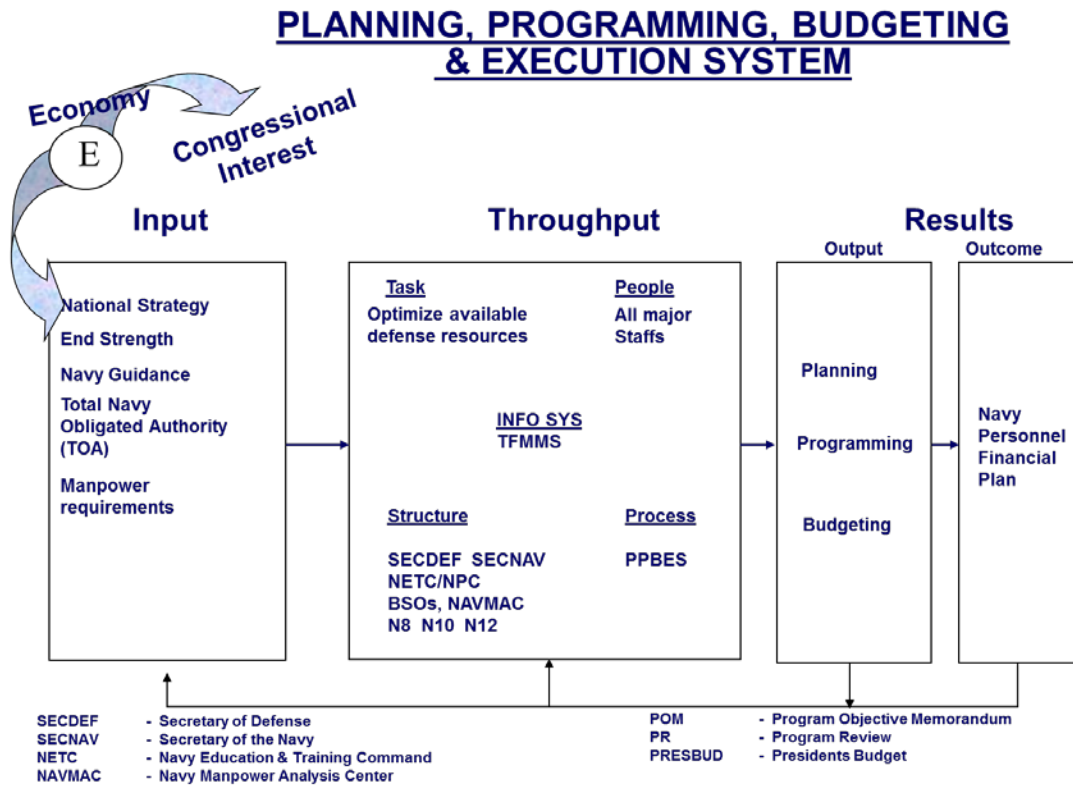 PLANNING, PROGRAMMING, BUDGETING
& EXECUTION SYSTEM
Economy
E
Congressional
Interest
Input
Throughput
Results
Output
Outcome
National Strategy
End Strength
Navy Guidance
Total Navy
Obligated Authority
(TOA)
Manpower
requirements
Task
Optimize available
defense resources
People
All major
Staffs
INFO SYS
TFMMS
Structure
SECDEF SECNAV
NETC/NPC
BSOs, NAVMAC
N8 N10 N12
Process
PPBES
Planning
Programming
Budgeting
Navy
Personnel
Financial
Plan
SECDEF - Secretary of Defense
SECNAV - Secretary of the Navy
NETC - Navy Education & Training Command
NAVMAC - Navy Manpower Analysis Center
POM - Program Objective Memorandum
PR - Program Review
PRESBUD - Presidents Budget